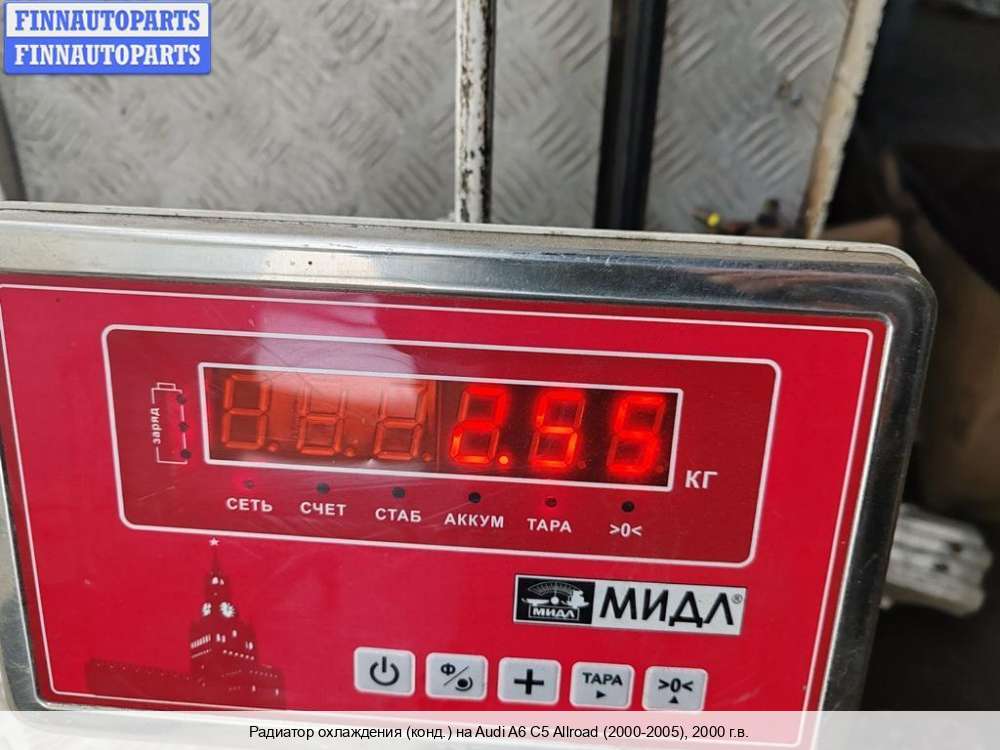 FINNAUTOPARTS
FINNAUTOPARTS
заряд
2.55
КГ
СЕТЬ СЧЕТ СТАБ АККУМ ТАРА >0<
МИДЛ МИДЛ®
Ф ТАРА >0<
Радиатор охлаждения (конд.) на Audi A6 C5 Allroad (2000-2005), 2000 г.в.